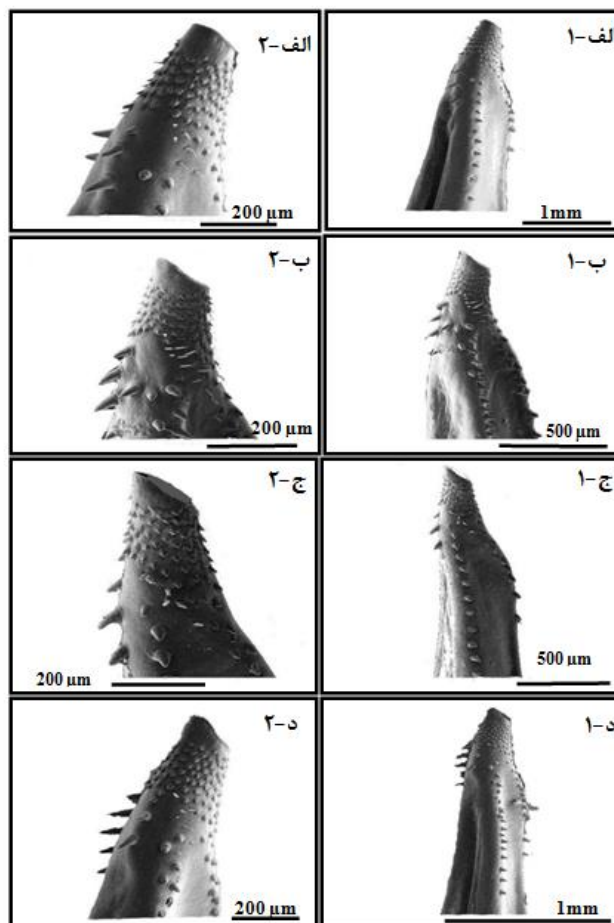 الف-۱
1mm
الف-۲
200 µm
ب-۱
500 µm
ب-۲
200 µm
ج-۱
500 µm
ج-۲
200 µm
د-۱
1mm
د-۲
200 µm